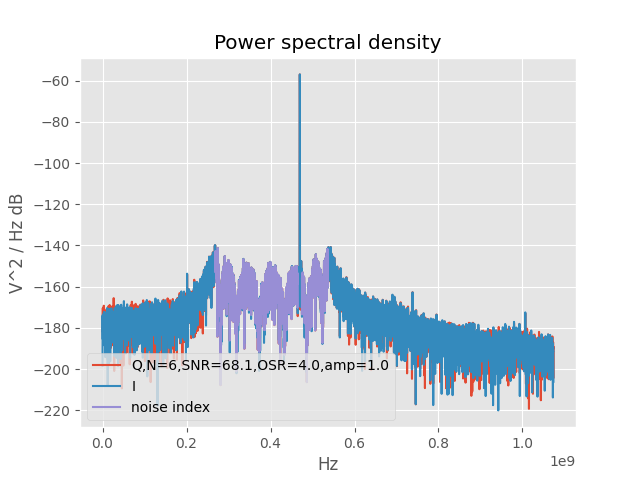 Power spectral density
V^2 / Hz dB
−60
−80
−100
−120
−140
−160
−180
−200
−220
Q,N=6,SNR=68.1,OSR=4.0,amp=1.0
I
noise index
0.0 0.2 0.4 0.6 0.8 1.0
1e9
Hz